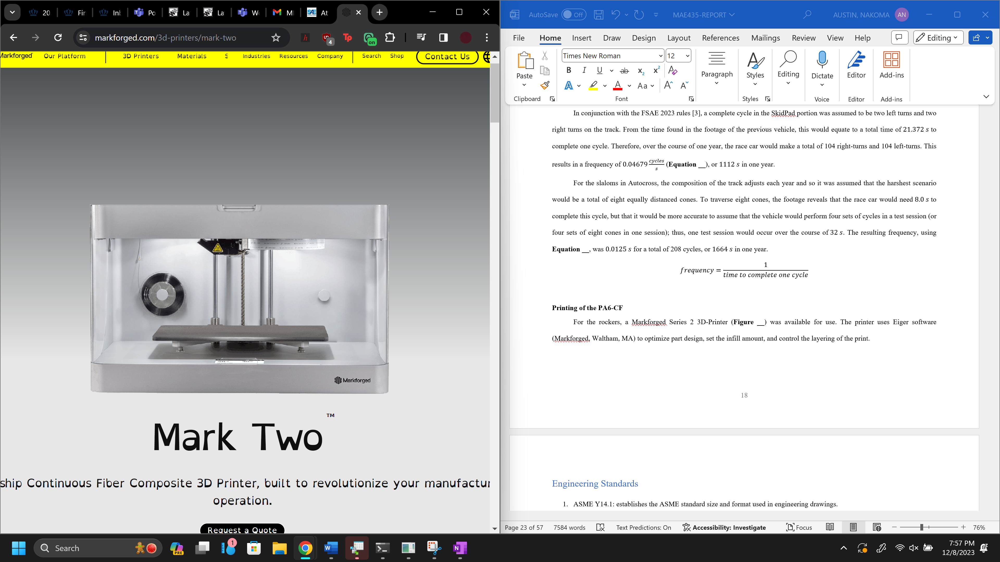 20
Fir
Inb
Po
La
La
Wo
M
At
markforged.com/3d-printers/mark-two
4
on
Markforged
Our Platform
3D Printers
Materials
S
Industries
Resources
Company
Search
Shop
Contact Us
Markforged
Mark Two™
ship Continuous Fiber Composite 3D Printer, built to revolutionize your manufactur
operation.
Request a Quote
AutoSave Off
MAE435-REPORT
AUSTIN, NAKOMA AN
File Home Insert Draw Design Layout References Mailings Review View Help
Editing
Paste
Times New Roman 12
Paragraph
Styles
Editing
Dictate
Editor
Add-ins
Clipboard
Font
Styles
Voice
Editor
Add-ins
In conjunction with the FSAE 2023 rules [3], a complete cycle in the SkidPad portion was assumed to be two left turns and two
right turns on the track. From the time found in the footage of the previous vehicle, this would equate to a total time of 21.372 s to
complete one cycle. Therefore, over the course of one year, the race car would make a total of 104 right-turns and 104 left-turns. This
results in a frequency of 0.04679 cycles/s (Equation __), or 1112 s in one year.
For the slaloms in Autocross, the composition of the track adjusts each year and so it was assumed that the harshest scenario
would be a total of eight equally distanced cones. To traverse eight cones, the footage reveals that the race car would need 8.0 s to
complete this cycle, but that it would be more accurate to assume that the vehicle would perform four sets of cycles in a test session (or
four sets of eight cones in one session); thus, one test session would occur over the course of 32 s. The resulting frequency, using
Equation __, was 0.0125 s for a total of 208 cycles, or 1664 s in one year.
frequency = 1 / time to complete one cycle
Printing of the PA6-CF
For the rockers, a Markforged Series 2 3D-Printer (Figure __) was available for use. The printer uses Eiger software
(Markforged, Waltham, MA) to optimize part design, set the infill amount, and control the layering of the print.
18
Engineering Standards
1. ASME Y14.1: establishes the ASME standard size and format used in engineering drawings.
Page 23 of 57 7584 words Text Predictions: On Accessibility: Investigate Focus 76%
Search
PRE
1
7:57 PM
12/8/2023